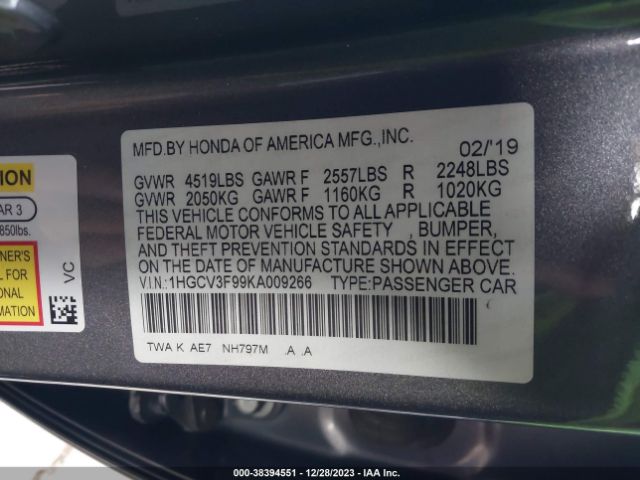 MFD.BY HONDA OF AMERICA MFG.,INC. 02/'19
GVWR 4519LBS GAWR F 2557LBS R 2248LBS
GVWR 2050KG GAWR F 1160KG R 1020KG
THIS VEHICLE CONFORMS TO ALL APPLICABLE
FEDERAL MOTOR VEHICLE SAFETY , BUMPER,
AND THEFT PREVENTION STANDARDS IN EFFECT
ON THE DATE OF MANUFACTURE SHOWN ABOVE.
V.I.N.:1HGCV3F99KA009266 TYPE:PASSENGER CAR
TWA K AE7 NH797M .A .A
TION
AR 3
850lbs.
NER'S
L FOR
ONAL
ON
VC
000-38394551 - 12/28/2023 - IAA Inc.